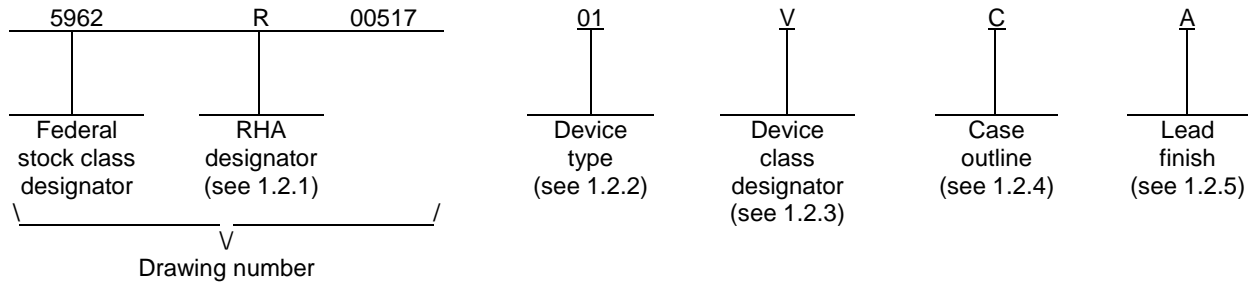 5962 R 00517 01 V C A
Federal stock class designator
RHA designator (see 1.2.1)
Device type (see 1.2.2)
Device class designator (see 1.2.3)
Case outline (see 1.2.4)
Lead finish (see 1.2.5)
\ /
\/
Drawing number